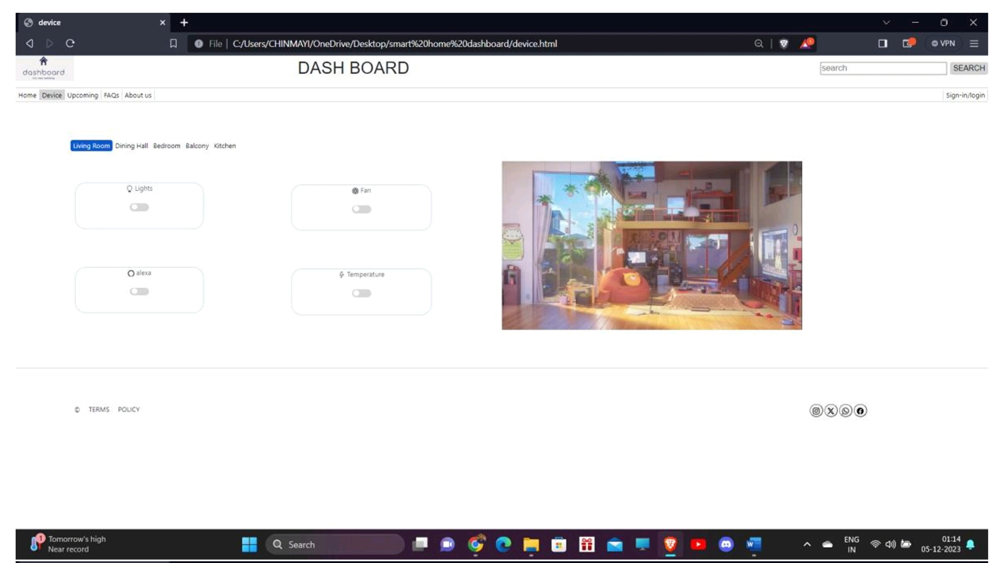 device
File | C:/Users/CHINMAYI/OneDrive/Desktop/smart%20home%20dashboard/device.html
VPN
dashboard
DASH BOARD
search
SEARCH
Home Device Upcoming FAQs About us
Sign-in/login
Living Room Dining Hall Bedroom Balcony Kitchen
Lights
Fan
alexa
Temperature
© TERMS POLICY
1
Tomorrow's high
Near record
Search
W
ENG
IN
01:14
05-12-2023